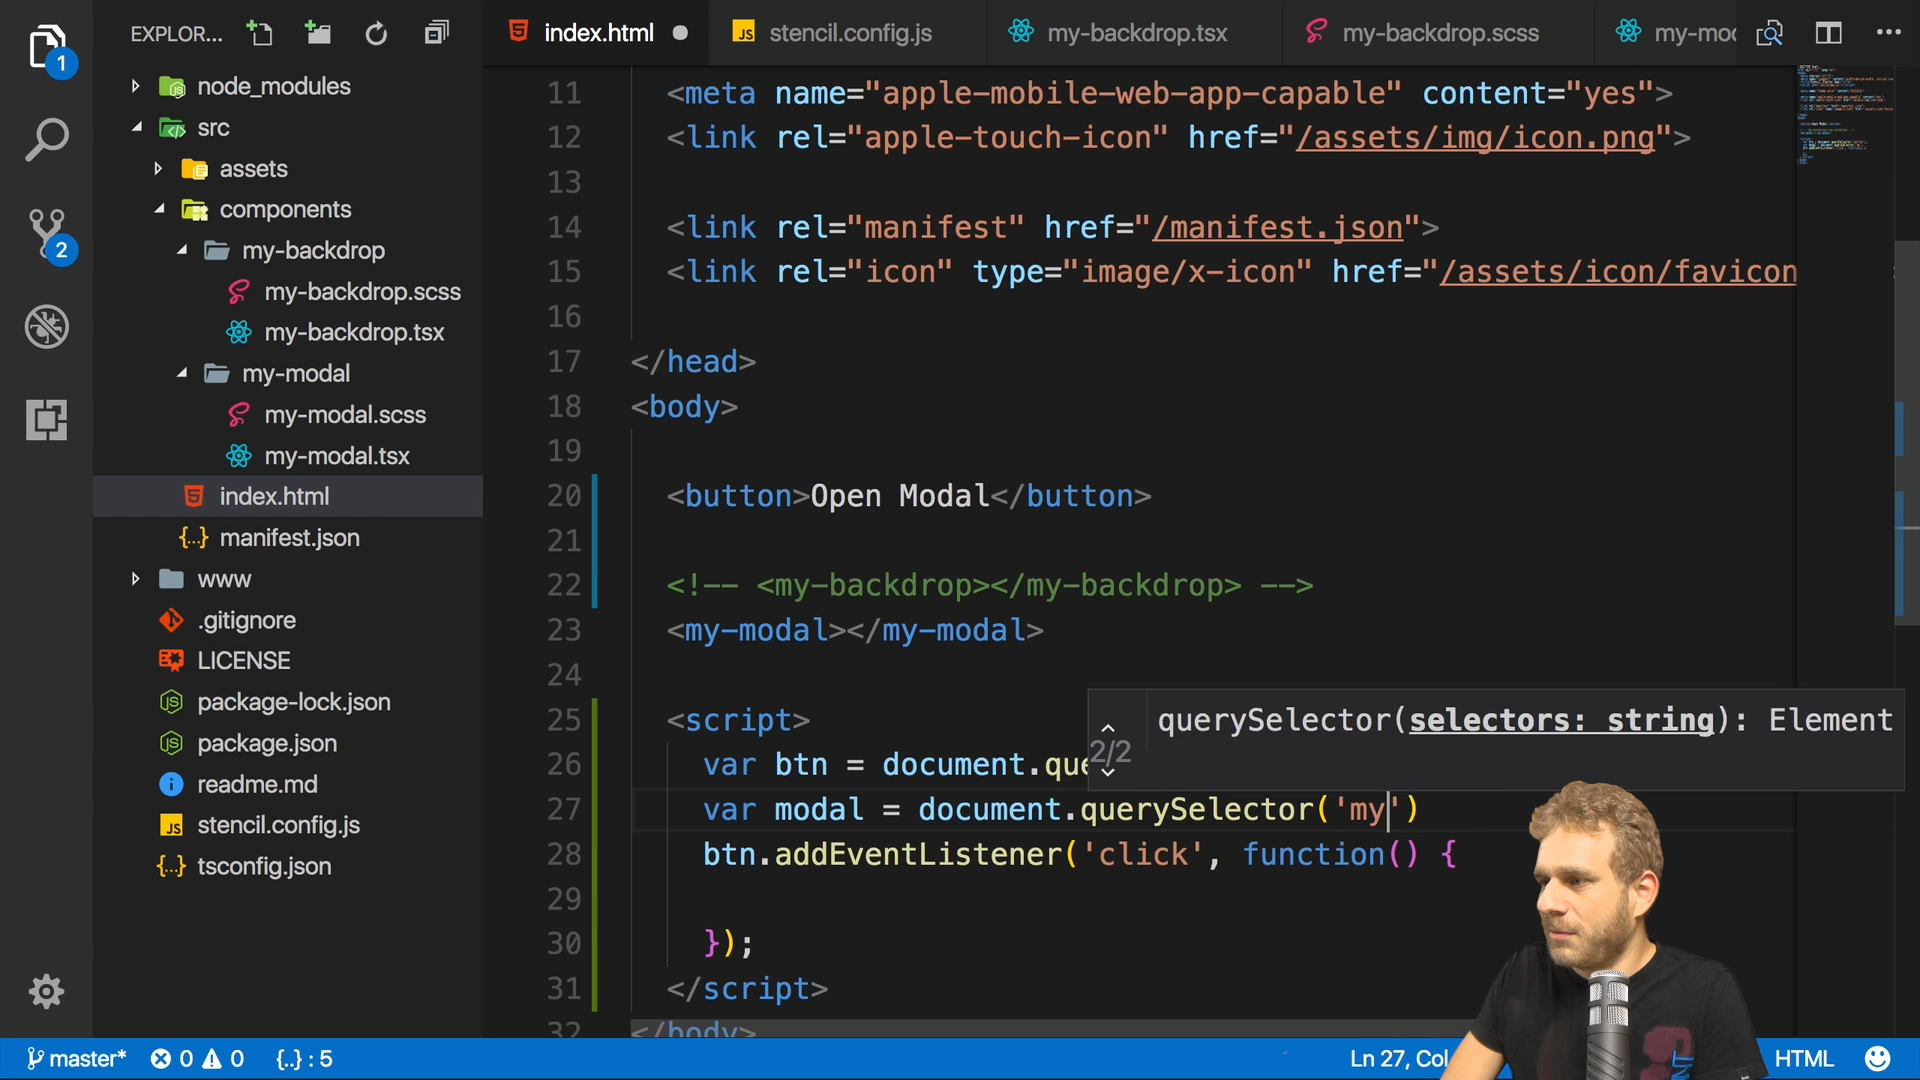 EXPLOR...
1
2
node_modules
src
assets
components
my-backdrop
my-backdrop.scss
my-backdrop.tsx
my-modal
my-modal.scss
my-modal.tsx
index.html
manifest.json
www
.gitignore
LICENSE
package-lock.json
package.json
readme.md
stencil.config.js
tsconfig.json
index.html
stencil.config.js
my-backdrop.tsx
my-backdrop.scss
my-moc
11 <meta name="apple-mobile-web-app-capable" content="yes">
12 <link rel="apple-touch-icon" href="/assets/img/icon.png">
13
14 <link rel="manifest" href="/manifest.json">
15 <link rel="icon" type="image/x-icon" href="/assets/icon/favicon
16
17 </head>
18 <body>
19
20 <button>Open Modal</button>
21
22 <!-- <my-backdrop></my-backdrop> -->
23 <my-modal></my-modal>
24
25 <script>
querySelector(selectors: string): Element
2/2
26 var btn = document.que
27 var modal = document.querySelector('my')
28 btn.addEventListener('click', function() {
29
30 });
31 </script>
32 </body>
master* 0 0 {..} : 5
Ln 27, Col
HTML